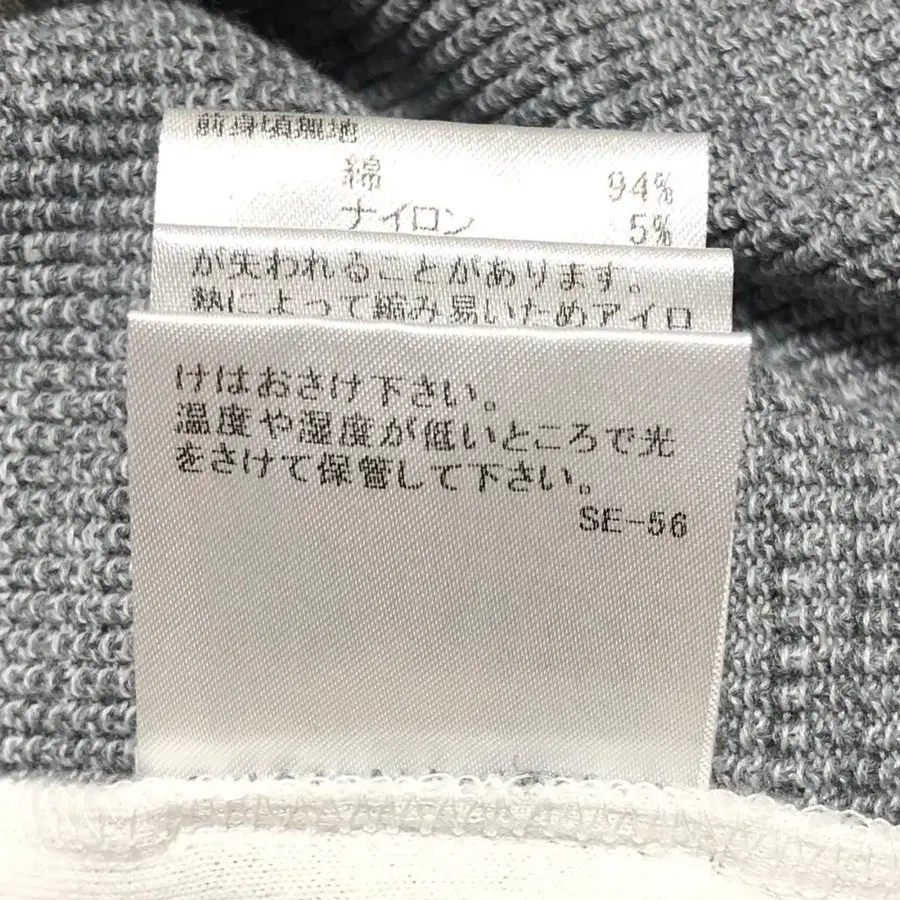 前身頃無地
綿 94%
ナイロン 5%
が失われることがあります。
熱によって縮み易いためアイロ
けはおさけ下さい。
温度や湿度が低いところで光
をさけて保管して下さい。
SE-56